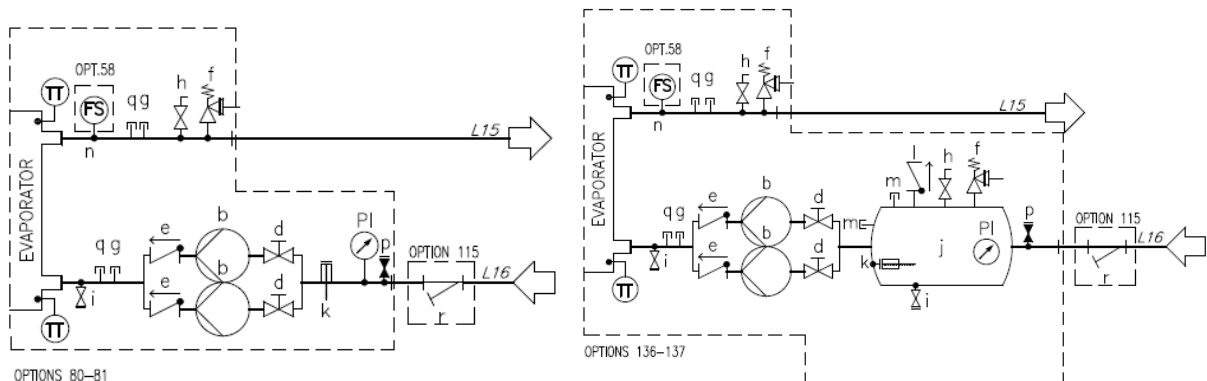 OPT.58
TT
FS
q g
h
f
n
L15
EVAPORATOR
b
e
d
PI
p
OPTION 115
q g
b
L16
i
e
d
k
r
TT
OPTIONS 80–81
OPT.58
TT
FS
q g
h
f
n
L15
EVAPORATOR
l
h
f
m
b
e
d
m
PI
p
OPTION 115
q g
b
j
L16
e
d
k
i
i
r
TT
OPTIONS 136–137